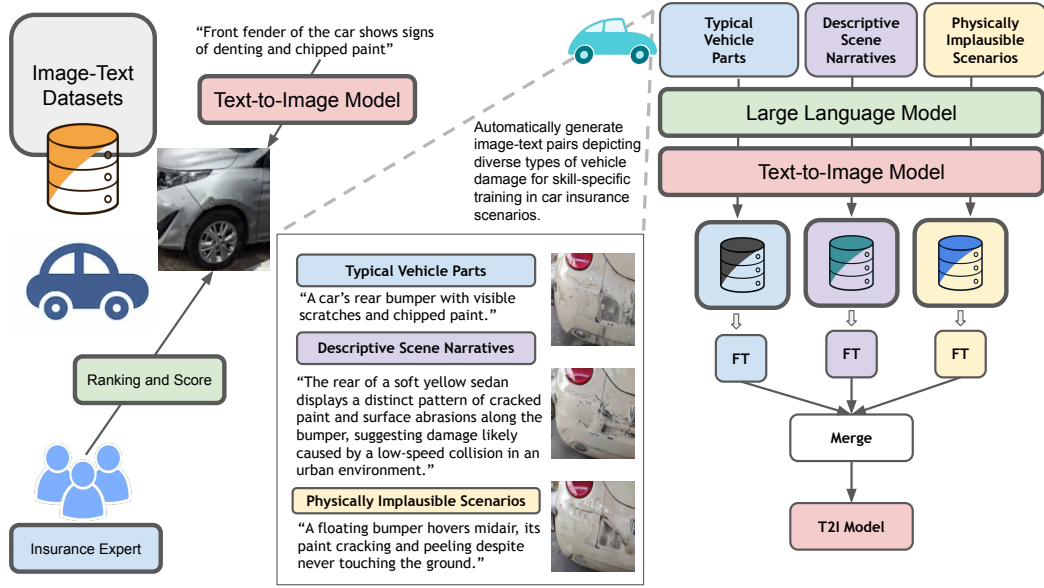 Image-Text
Datasets
“Front fender of the car shows signs
of denting and chipped paint”
Text-to-Image Model
Ranking and Score
Insurance Expert
Automatically generate
image-text pairs depicting
diverse types of vehicle
damage for skill-specific
training in car insurance
scenarios.
Typical Vehicle Parts
“A car’s rear bumper with visible
scratches and chipped paint.”
Descriptive Scene Narratives
“The rear of a soft yellow sedan
displays a distinct pattern of cracked
paint and surface abrasions along the
bumper, suggesting damage likely
caused by a low-speed collision in an
urban environment.”
Physically Implausible Scenarios
“A floating bumper hovers midair, its
paint cracking and peeling despite
never touching the ground.”
Typical
Vehicle
Parts
Descriptive
Scene
Narratives
Physically
Implausible
Scenarios
Large Language Model
Text-to-Image Model
FT
FT
FT
Merge
T2I Model